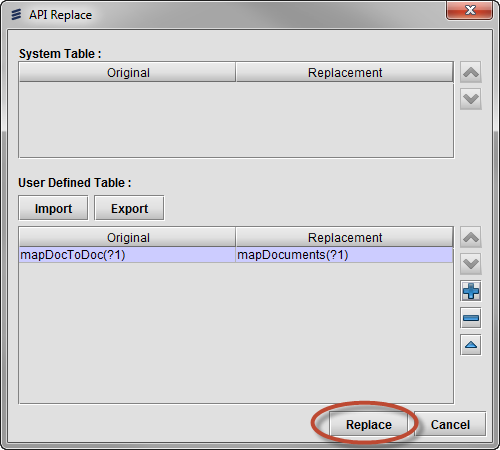 API Replace
System Table :
Original Replacement
User Defined Table :
Import Export
Original Replacement
mapDocToDoc(?1) mapDocuments(?1)
Replace Cancel